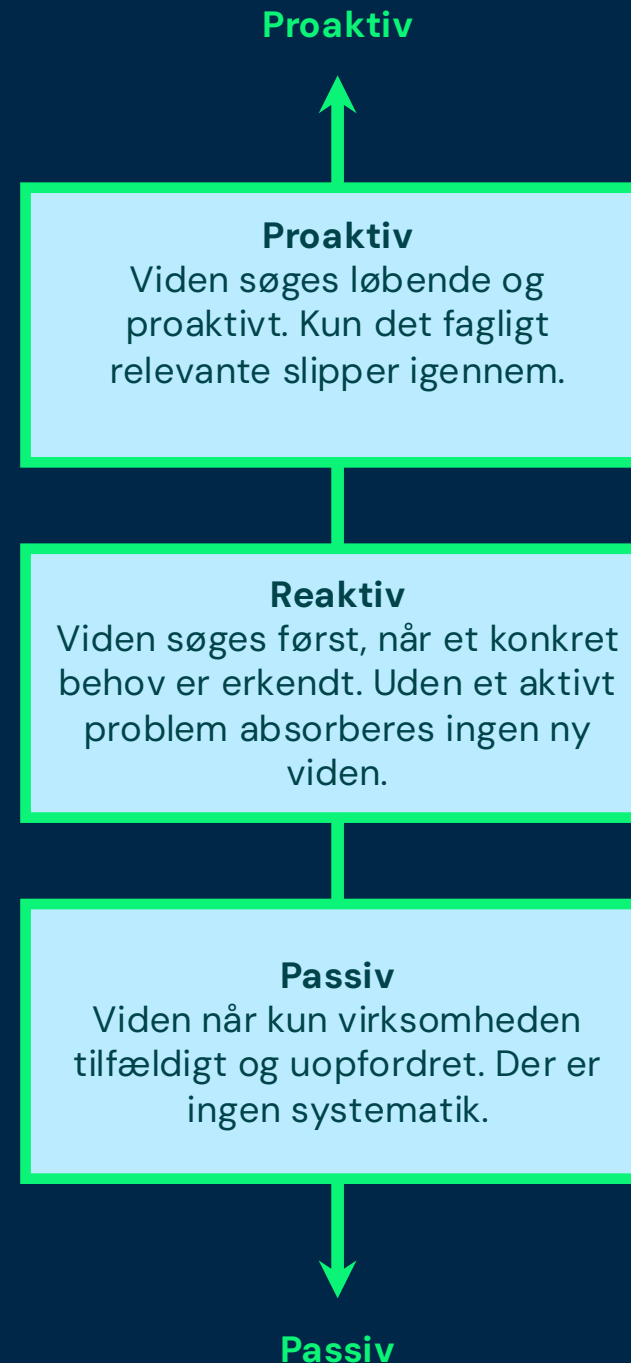 Proaktiv
Proaktiv
Viden søges løbende og
proaktivt. Kun det fagligt
relevante slipper igennem.
Reaktiv
Viden søges først, når et konkret
behov er erkendt. Uden et aktivt
problem absorberes ingen ny
viden.
Passiv
Viden når kun virksomheden
tilfældigt og uopfordret. Der er
ingen systematik.
Passiv